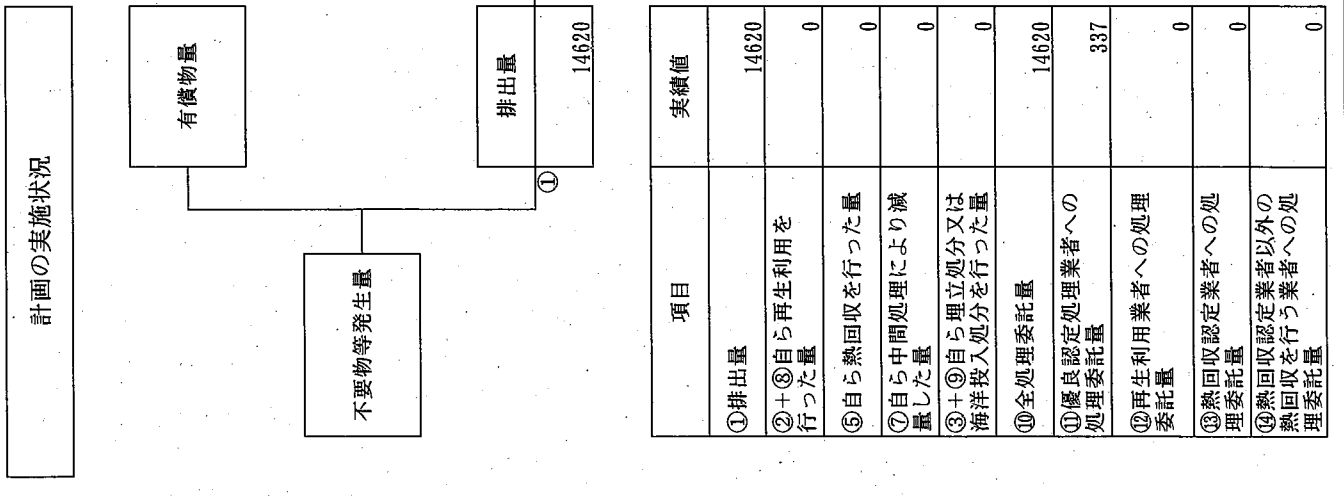 計画の実施状況
有償物量
不要物等発生量
①
排出量
14620
項目
実績値
①排出量
14620
②+⑧自ら再生利用を
行った量
0
⑤自ら熱回収を行った量
0
⑦自ら中間処理により減
量した量
0
③+⑨自ら埋立処分又は
海洋投入処分を行った量
0
⑩全処理委託量
14620
⑪優良認定処理業者への
処理委託量
337
⑫再生利用業者への処理
委託量
0
⑬熱回収認定業者への処
理委託量
0
⑭熱回収認定業者以外の
熱回収を行う業者への処
理委託量
0